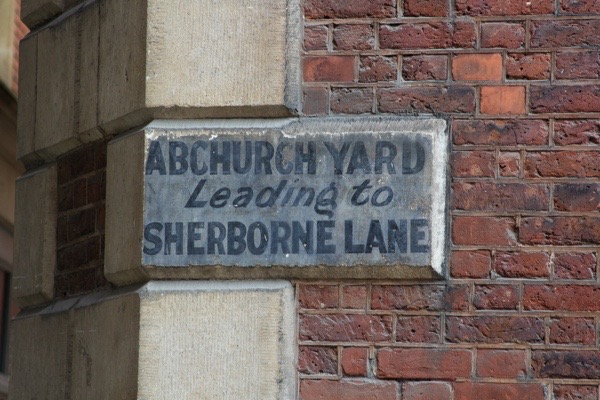 ABCHURCH YARD
Leading to
SHERBORNE LANE